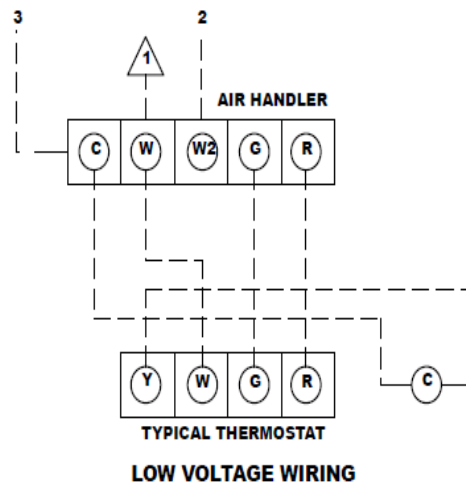 3
2
1
AIR HANDLER
C W W2 G R
Y W G R
C
TYPICAL THERMOSTAT
LOW VOLTAGE WIRING